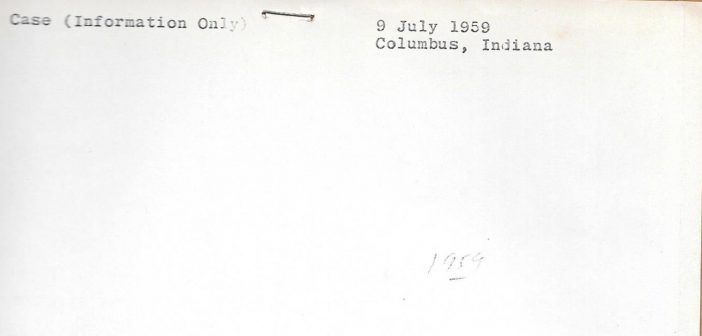 Case (Information Only)
9 July 1959
Columbus, Indiana
1959